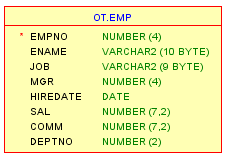 OT.EMP
* EMPNO NUMBER (4)
ENAME VARCHAR2 (10 BYTE)
JOB VARCHAR2 (9 BYTE)
MGR NUMBER (4)
HIREDATE DATE
SAL NUMBER (7,2)
COMM NUMBER (7,2)
DEPTNO NUMBER (2)